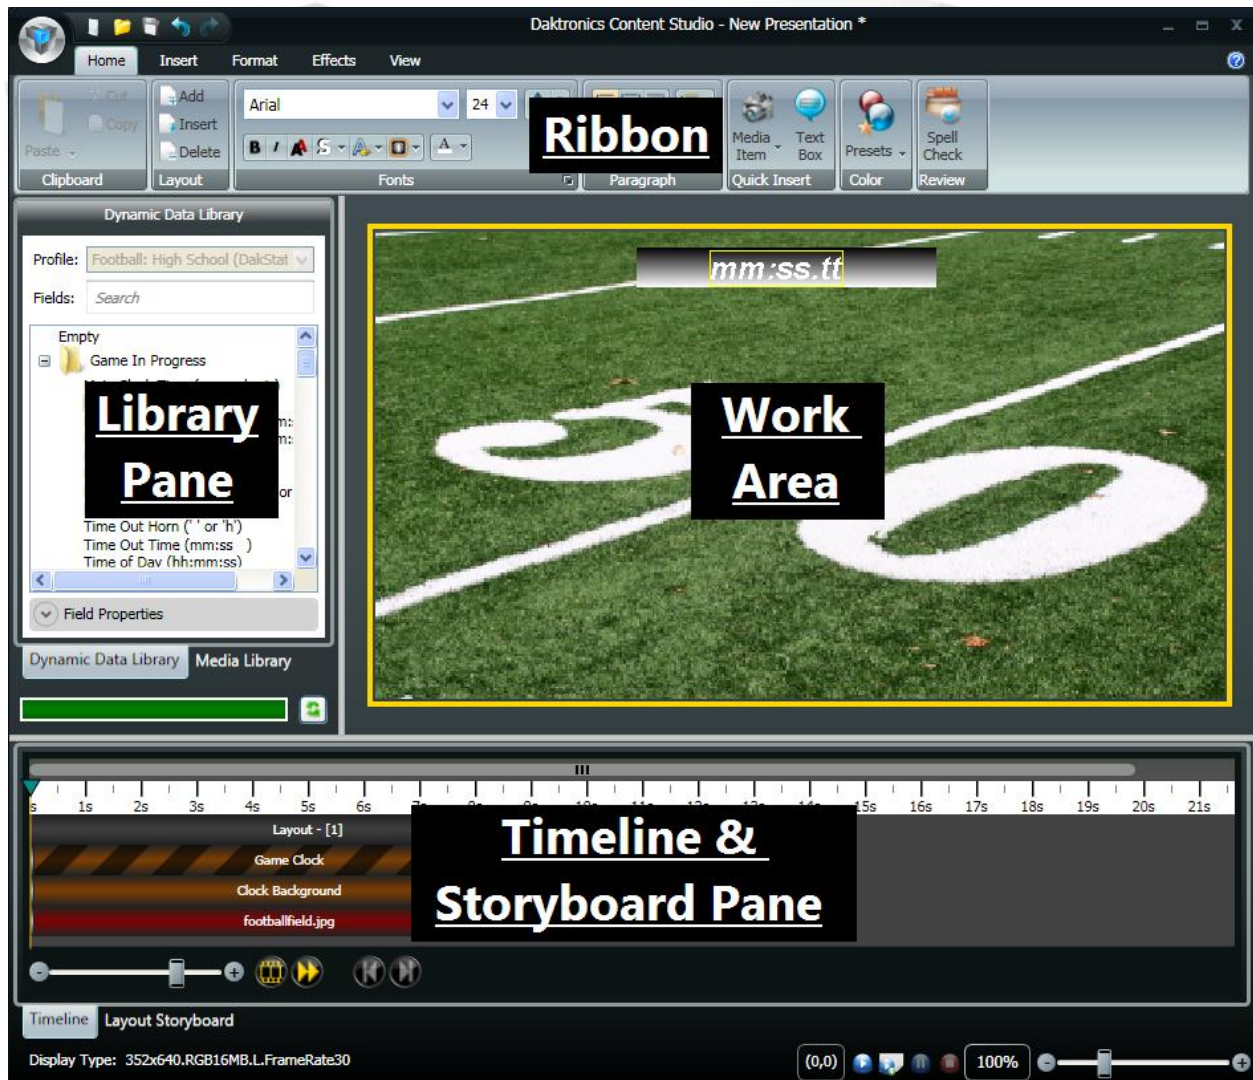 Daktronics Content Studio - New Presentation *
Home Insert Format Effects View
Cut
Copy
Paste
Clipboard
Add
Insert
Delete
Layout
Arial 24
B I A S A A
Fonts
Ribbon
Paragraph
Media Item
Text Box
Quick Insert
Presets
Color
Spell Check
Review
Dynamic Data Library
Profile: Football: High School (DakStat
Fields: Search
Empty
Game In Progress
Library
Pane
Time Out Horn (' ' or 'h')
Time Out Time (mm:ss )
Time of Day (hh:mm:ss)
Field Properties
Dynamic Data Library Media Library
mm:ss.tt
5 0
Work
Area
1s 2s 3s 4s 5s 6s 15s 16s 17s 18s 19s 20s 21s
Layout - [1]
Game Clock
Clock Background
footballfield.jpg
Timeline &
Storyboard Pane
Timeline Layout Storyboard
Display Type: 352x640.RGB16MB.L.FrameRate30
(0,0) 100%